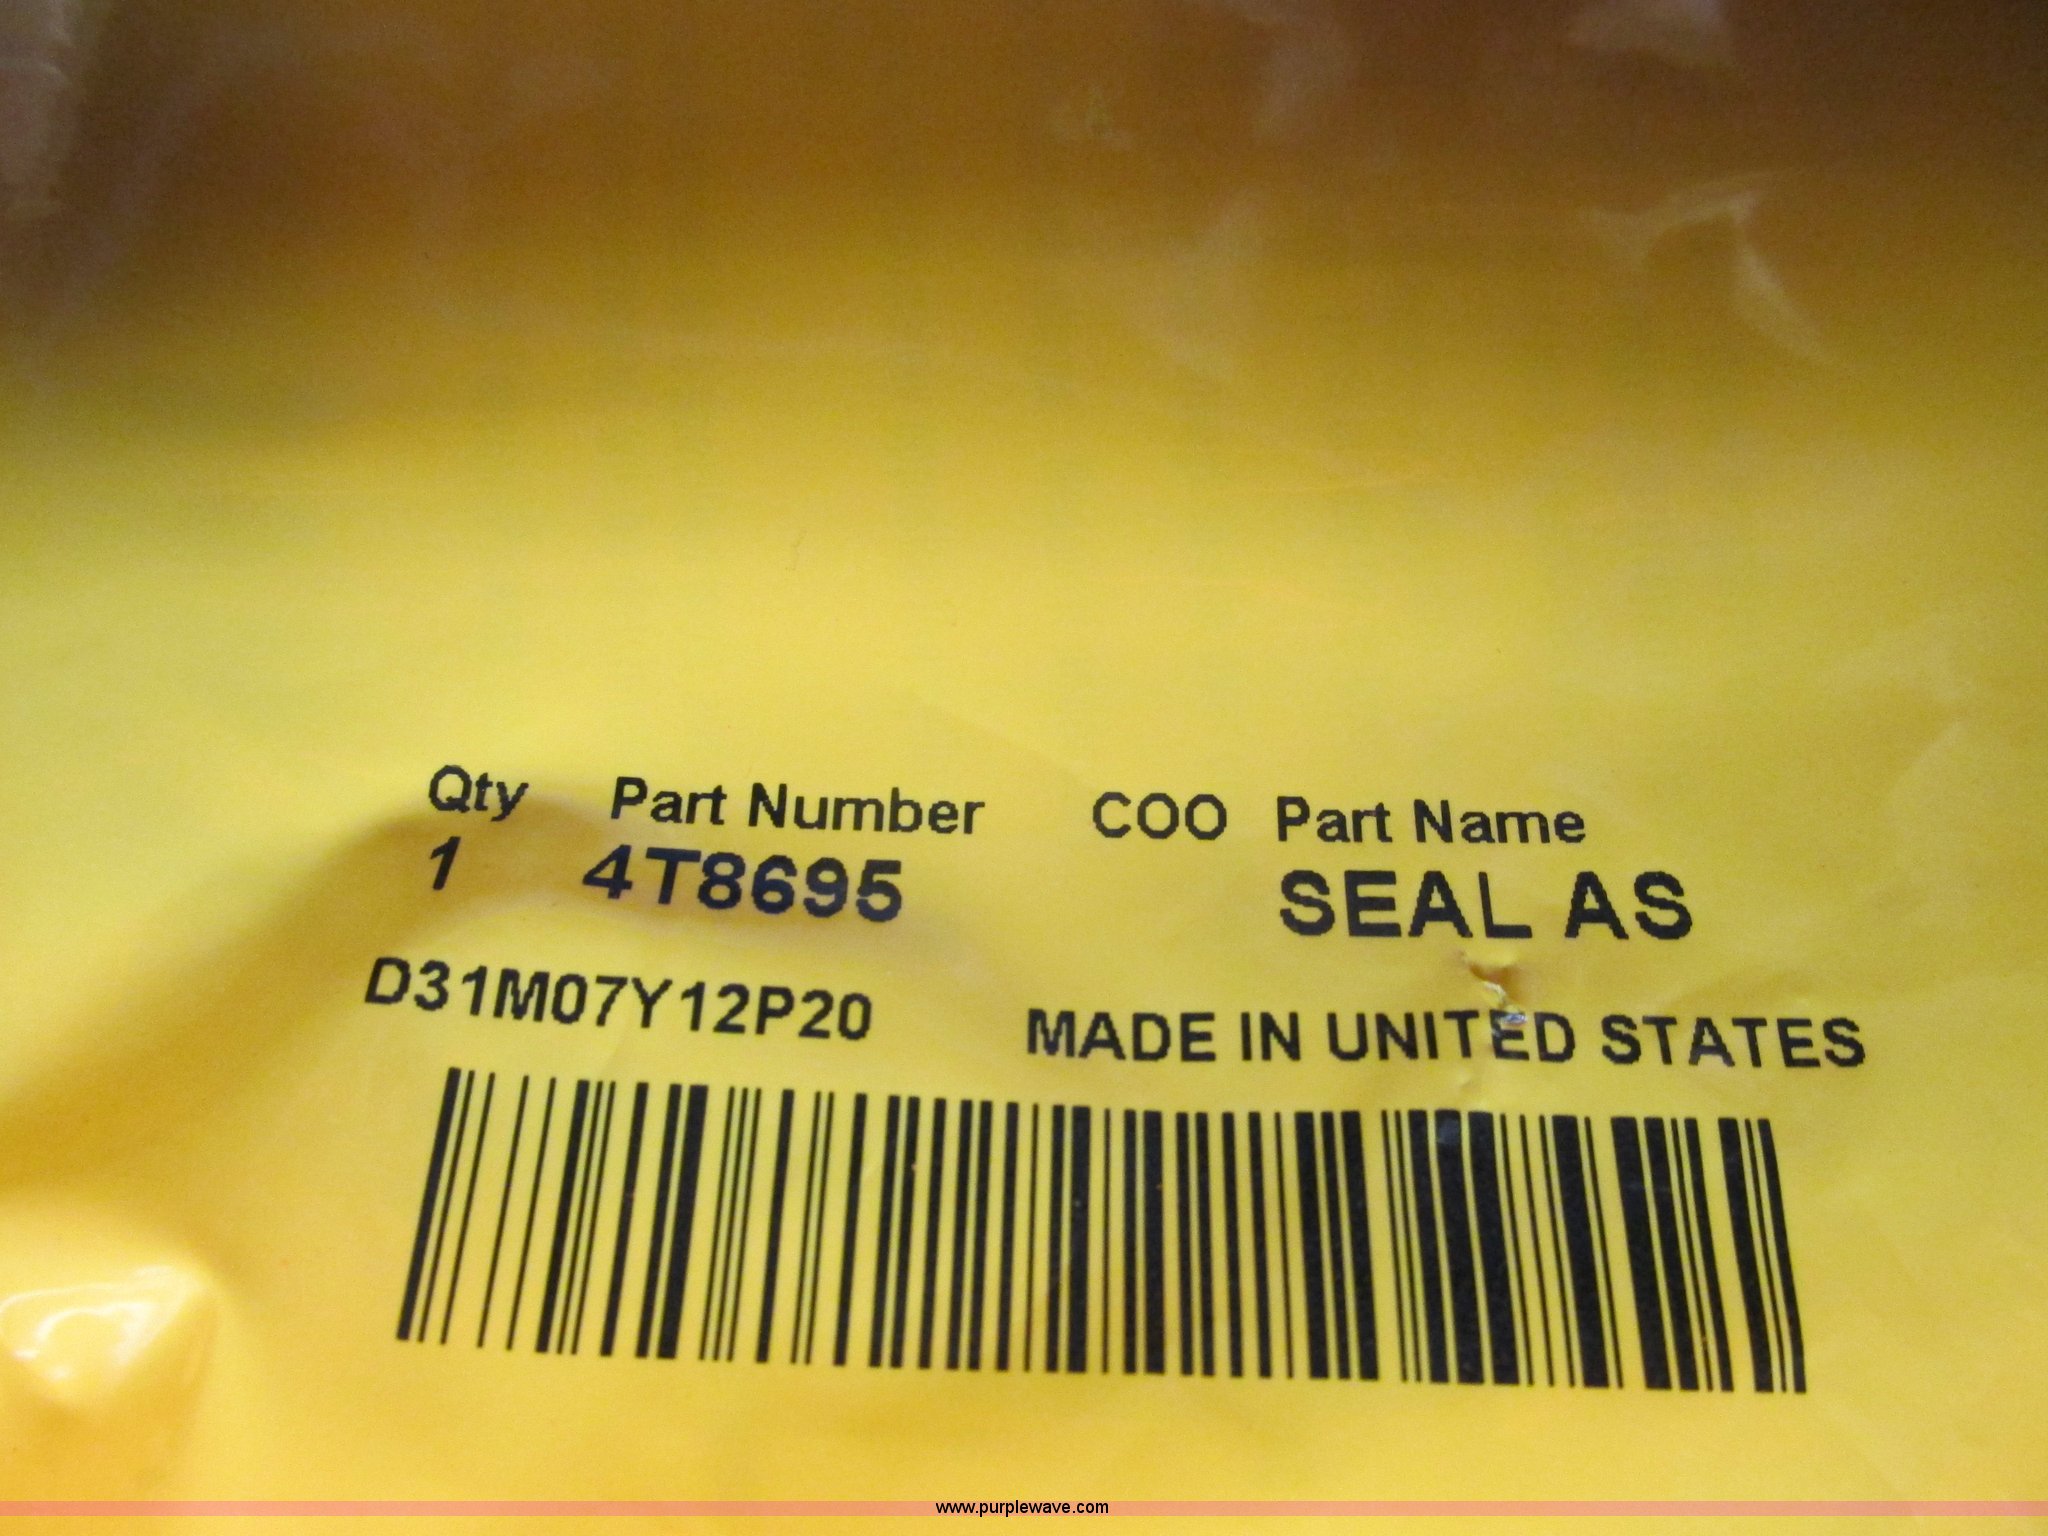 Qty Part Number COO Part Name
1 4T8695 SEAL AS
D31M07Y12P20 MADE IN UNITED STATES
www.purplewave.com